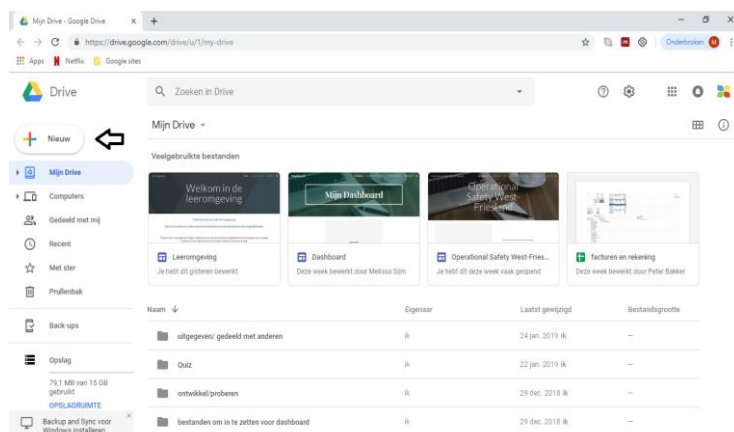 Mijn Drive - Google Drive
https://drive.google.com/drive/u/1/my-drive
Onderbroken
Apps Netflix Google sites
Drive
Zoeken in Drive
Nieuw
Mijn Drive
Veelgebruikte bestanden
Mijn Drive
Computers
Gedeeld met mij
Recent
Met ster
Prullenbak
Back-ups
Opslag
79,1 MB van 15 GB
gebruikt
OPSLAGRUIMTE
Backup and Sync voor
Windows installeren
Welkom in de
leeromgeving
Leeromgeving
Je hebt dit gisteren bewerkt
Mijn Dashboard
Dashboard
Deze week bewerkt door Melissa Sijm
Operational
Safety West-
Friesland
Operational Safety West-Fries...
Je hebt dit deze week vaak geopend
facturen en rekening
Deze week bewerkt door Peter Bakker
Naam Eigenaar Laatst gewijzigd Bestandsgrootte
uitgegeven/ gedeeld met anderen ik 24 jan. 2019 ik –
Quiz ik 22 jan. 2019 ik –
ontwikkel/proberen ik 29 dec. 2018 ik –
bestanden om in te zetten voor dashboard ik 29 dec. 2018 ik –